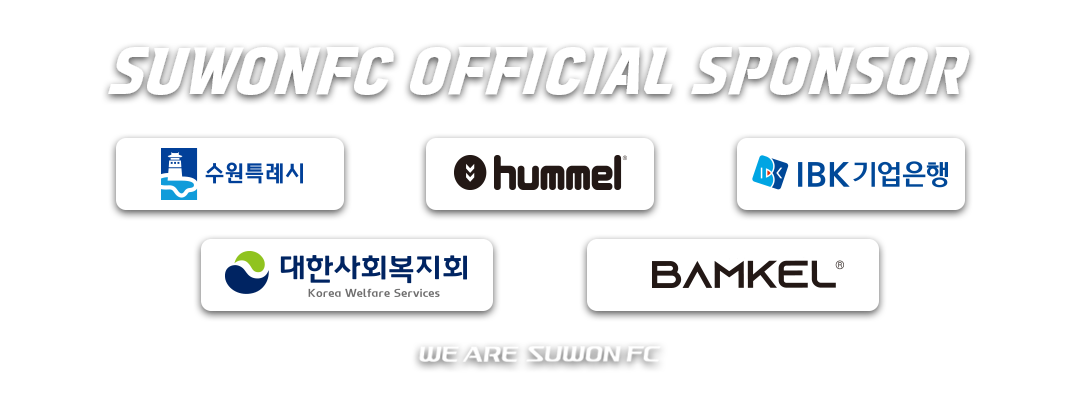 SUWONFC OFFICIAL SPONSOR
수원특례시
hummel®
IBK기업은행
대한사회복지회
Korea Welfare Services
BAMKEL®
WE ARE SUWON FC